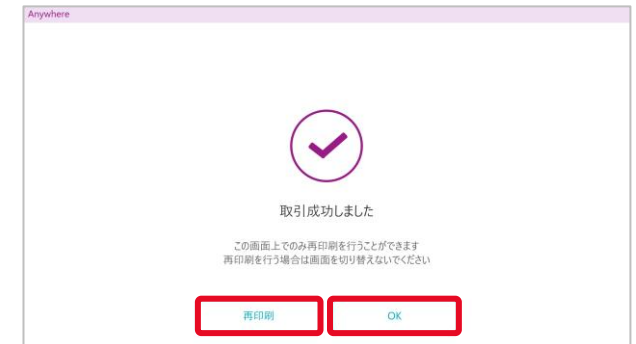 Anywhere
取引成功しました
この画面上でのみ再印刷を行うことができます
再印刷を行う場合は画面を切り替えないでください
再印刷
OK